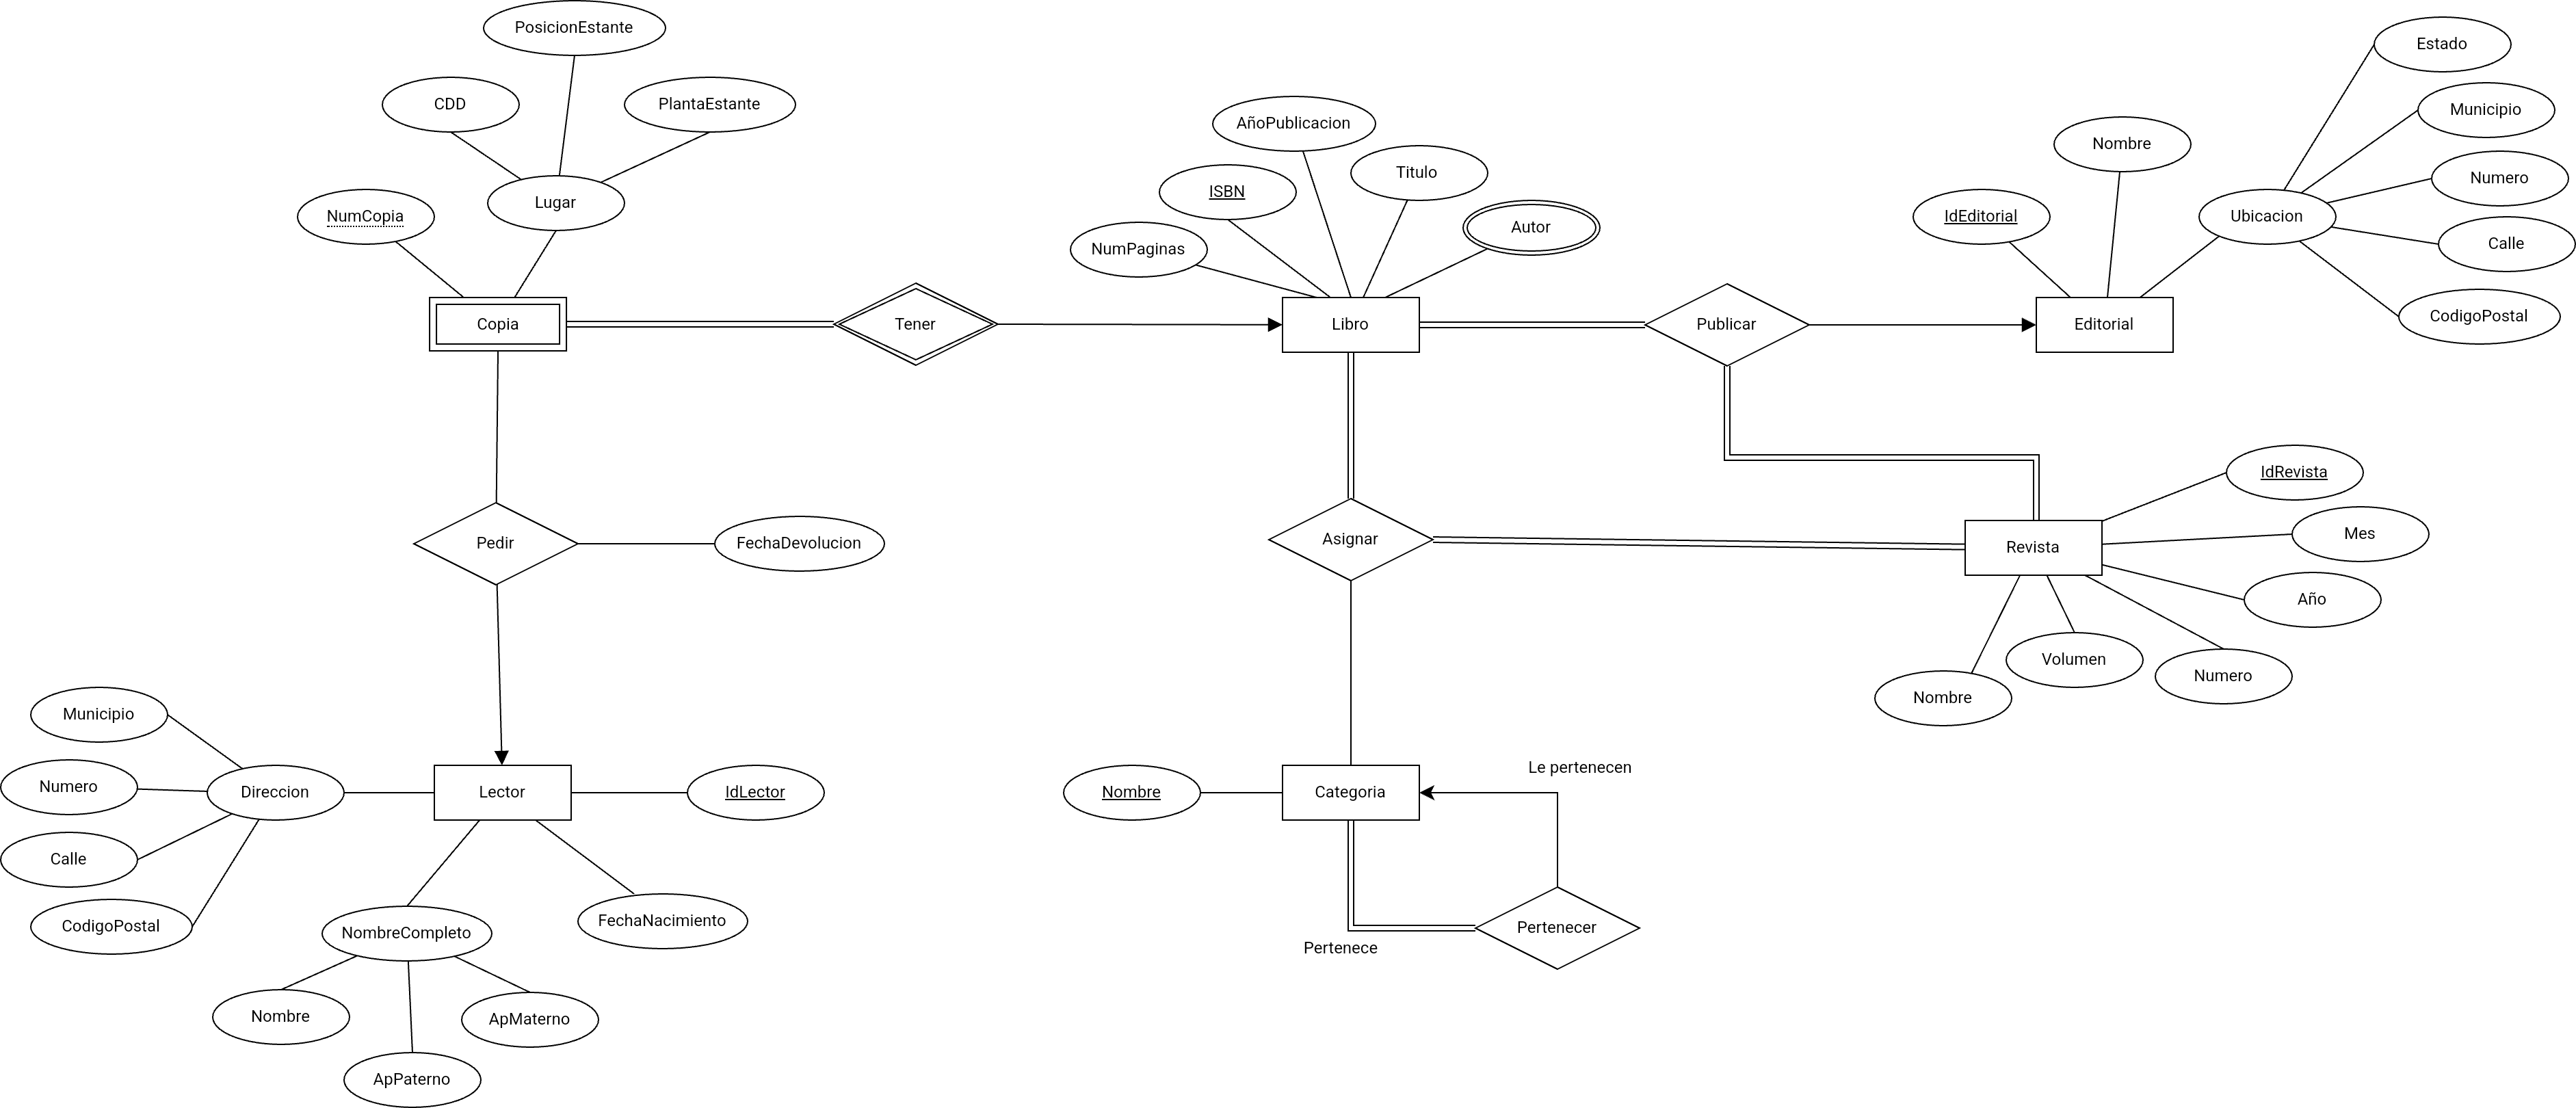 PosicionEstante
Estado
CDD
PlantaEstante
Municipio
AñoPublicacion
Nombre
Titulo
Numero
ISBN
Lugar
NumCopia
IdEditorial
Ubicacion
Autor
Calle
NumPaginas
CodigoPostal
Copia
Tener
Libro
Publicar
Editorial
IdRevista
Mes
Pedir
FechaDevolucion
Asignar
Revista
Año
Volumen
Numero
Nombre
Municipio
Le pertenecen
Numero
Direccion
Lector
IdLector
Nombre
Categoria
Calle
CodigoPostal
NombreCompleto
FechaNacimiento
Pertenecer
Pertenece
Nombre
ApMaterno
ApPaterno